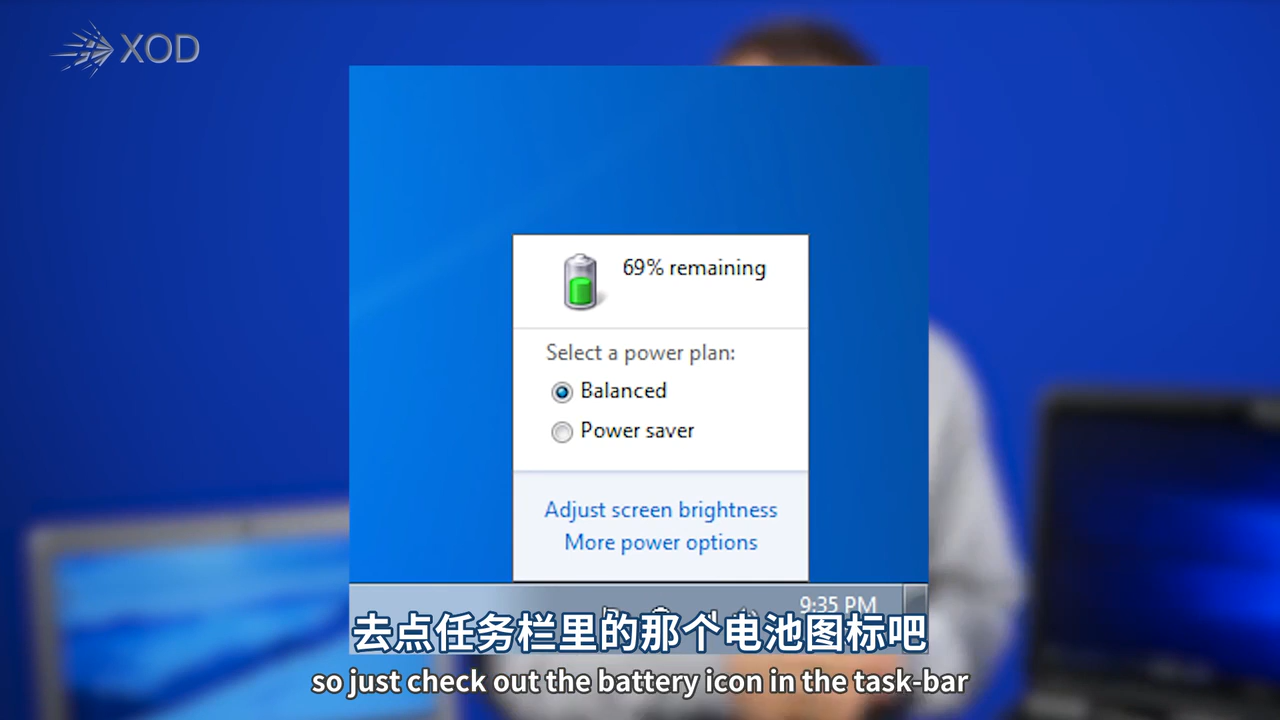 XOD
69% remaining
Select a power plan:
Balanced
Power saver
Adjust screen brightness
More power options
9:35 PM
去点任务栏里的那个电池图标吧
so just check out the battery icon in the task-bar